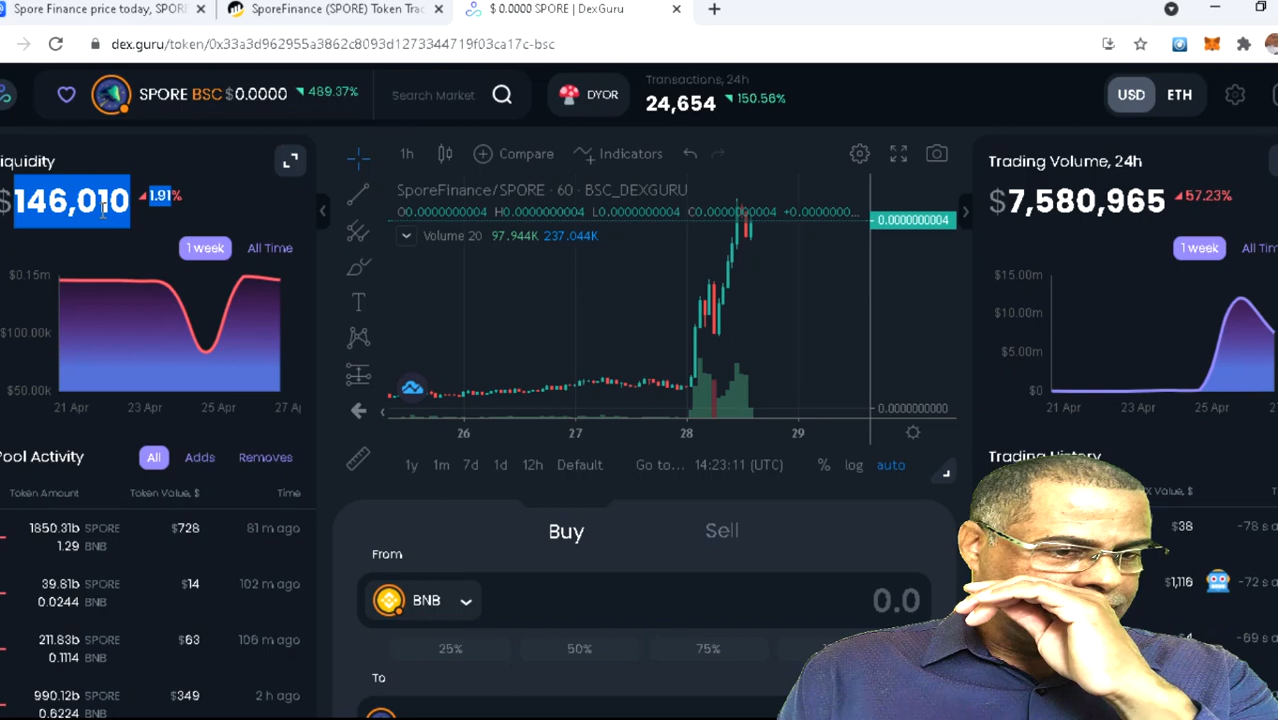 Spore Finance price today, SPORE
SporeFinance (SPORE) Token Tra
$ 0.0000 SPORE | DexGuru
dex.guru/token/0x33a3d962955a3862c8093d1273344719f03ca17c-bsc
SPORE BSC $0.0000 489.37%
Search Market
DYOR
Transactions, 24h
24,654 150.56%
USD ETH
iquidity
$146,010 1.91%
1 week All Time
$0.15m
$100.00k
$50.00k
21 Apr 23 Apr 25 Apr 27 A
Pool Activity All Adds Removes
Token Amount Token Value, $ Time
1850.31b SPORE $728 81 m ago
1.29 BNB
39.81b SPORE $14 102 m ago
0.0244 BNB
211.83b SPORE $63 106 m ago
0.1114 BNB
990.12b SPORE $349 2 h ago
0.6224 BNB
1h Compare Indicators
SporeFinance/SPORE · 60 · BSC_DEXGURU
O0.0000000004 H0.0000000004 L0.0000000004 C0.0000000004 +0.0000000...
Volume 20 97.944K 237.044K
0.0000000004
0.0000000000
26 27 28 29
1y 1m 7d 1d 12h Default Go to... 14:23:11 (UTC) % log auto
Buy Sell
From
BNB 0.0
25% 50% 75%
To
Trading Volume, 24h
$7,580,965 57.23%
1 week All Tim
$15.00m
$10.00m
$5.00m
$0
21 Apr 23 Apr 25 Apr 2
Trading History
Value, $
$38 -78 s a
$1,116 -72 s a
-69 s a